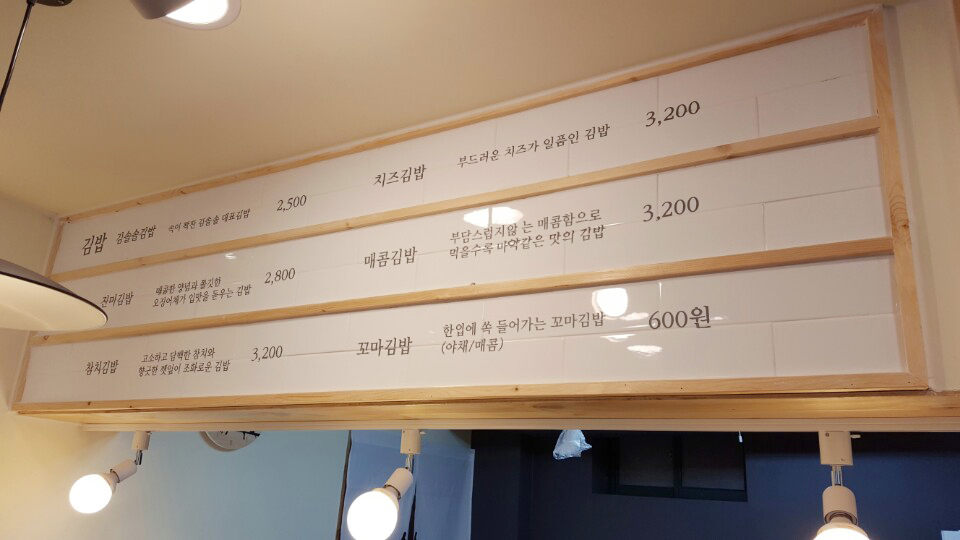 김밥 김솔솔김밥 속이 꽉찬 김솔솔 대표김밥 2,500
치즈김밥 부드러운 치즈가 일품인 김밥 3,200
진미김밥 매콤한 양념과 쫄깃한
오징어채가 입맛을 돋우는 김밥 2,800
매콤김밥 부담스럽지않 는 매콤함으로
먹을수록 마약같은 맛의 김밥 3,200
참치김밥 고소하고 담백한 참치와
향긋한 깻잎이 조화로운 김밥 3,200
꼬마김밥 한입에 쏙 들어가는 꼬마김밥
(야채/매콤) 600원